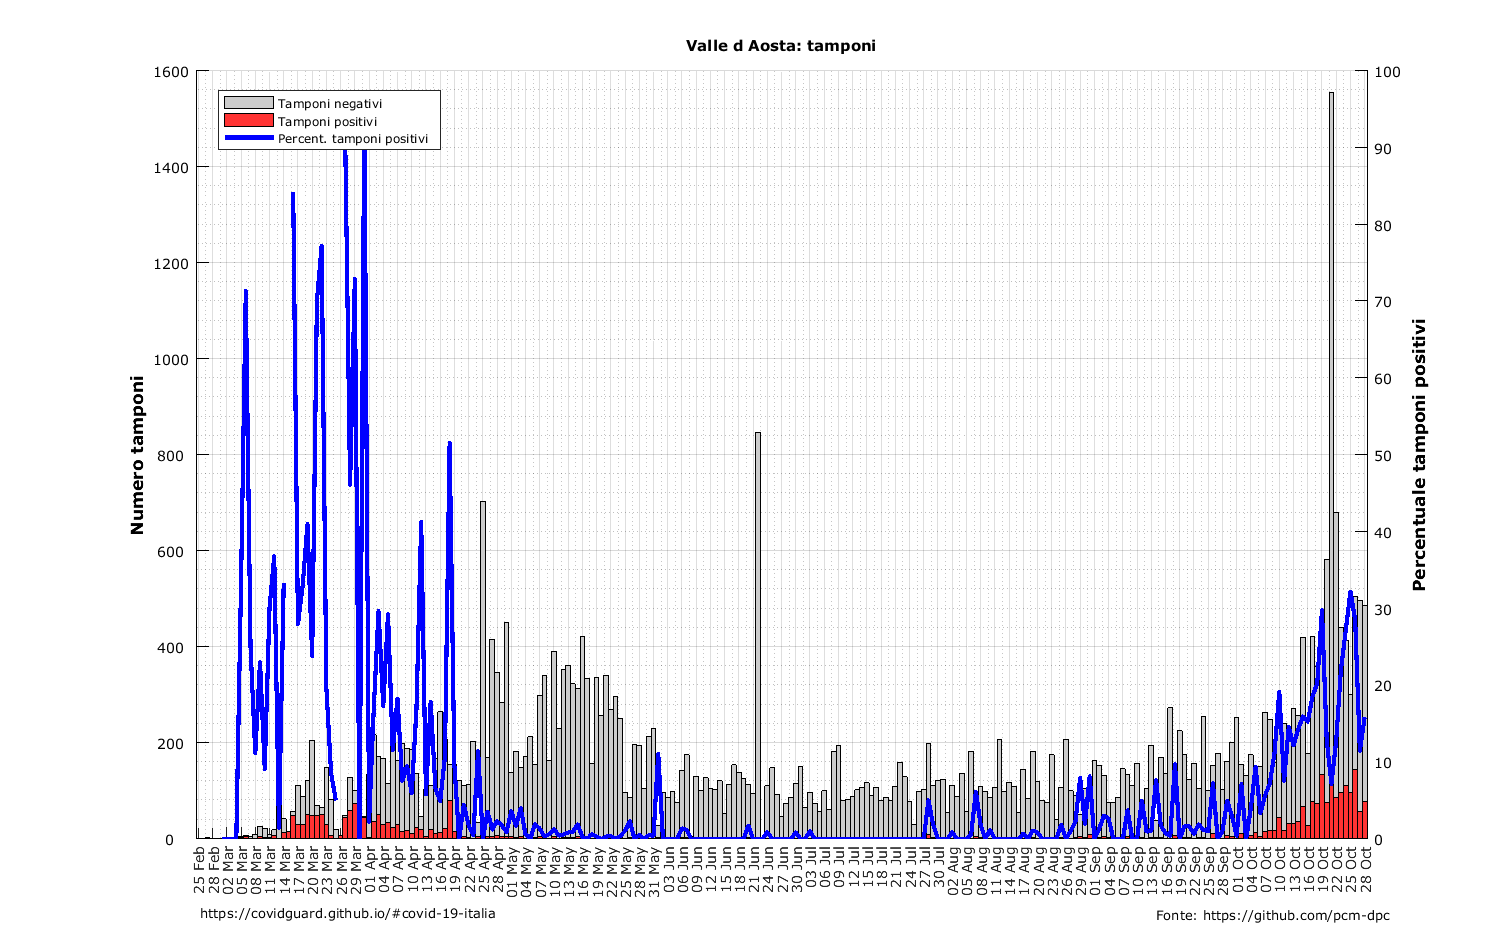 Valle d Aosta: tamponi
1600
1400
1200
1000
800
600
400
200
0
100
90
80
70
60
50
40
30
20
10
0
Tamponi negativi
Tamponi positivi
Percent. tamponi positivi
Numero tamponi
Percentuale tamponi positivi
25 Feb
28 Feb
02 Mar
05 Mar
08 Mar
11 Mar
14 Mar
17 Mar
20 Mar
23 Mar
26 Mar
29 Mar
01 Apr
04 Apr
07 Apr
10 Apr
13 Apr
16 Apr
19 Apr
22 Apr
25 Apr
28 Apr
01 May
04 May
07 May
10 May
13 May
16 May
19 May
22 May
25 May
28 May
31 May
03 Jun
06 Jun
09 Jun
12 Jun
15 Jun
18 Jun
21 Jun
24 Jun
27 Jun
30 Jun
03 Jul
06 Jul
09 Jul
12 Jul
15 Jul
18 Jul
21 Jul
24 Jul
27 Jul
30 Jul
02 Aug
05 Aug
08 Aug
11 Aug
14 Aug
17 Aug
20 Aug
23 Aug
26 Aug
29 Aug
01 Sep
04 Sep
07 Sep
10 Sep
13 Sep
16 Sep
19 Sep
22 Sep
25 Sep
28 Sep
01 Oct
04 Oct
07 Oct
10 Oct
13 Oct
16 Oct
19 Oct
22 Oct
25 Oct
28 Oct
https://covidguard.github.io/#covid-19-italia
Fonte: https://github.com/pcm-dpc